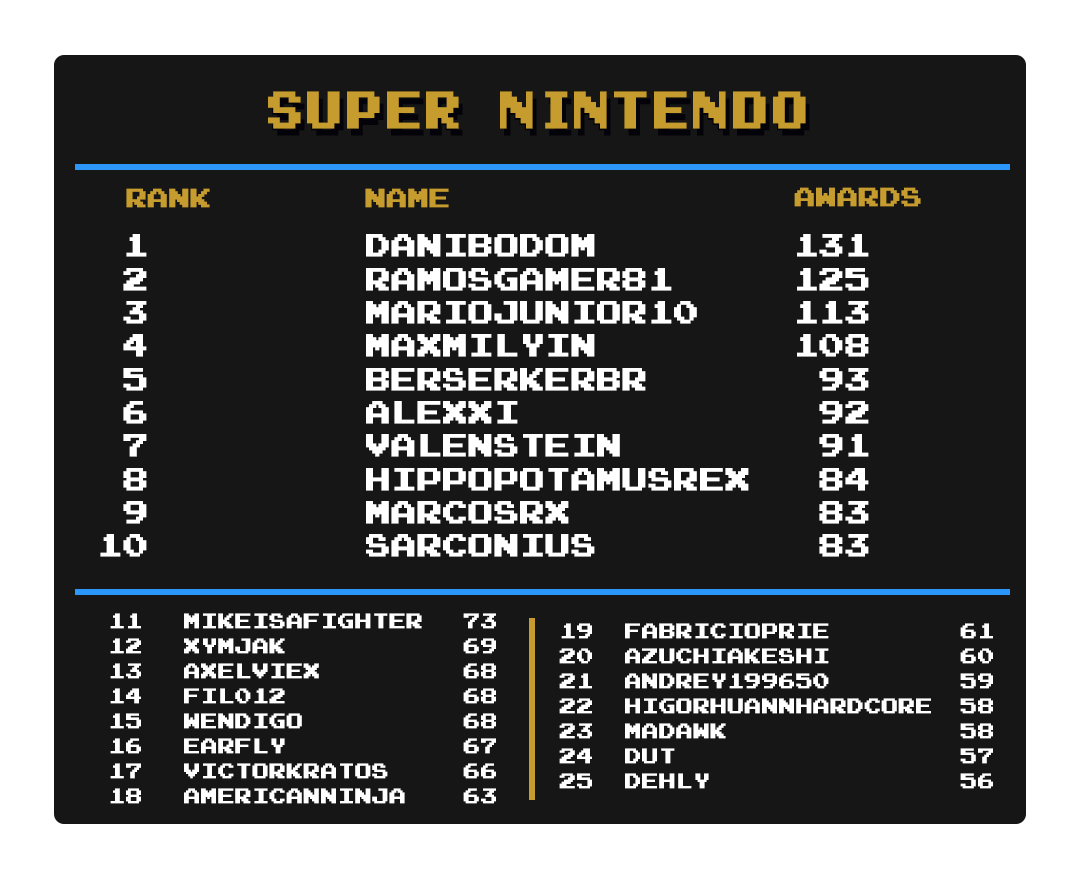 SUPER NINTENDO
RANK NAME AWARDS
1 DANIBODOM 131
2 RAMOSGAMER81 125
3 MARIOJUNIOR10 113
4 MAXMILYIN 108
5 BERSERKERBR 93
6 ALEXXI 92
7 VALENSTEIN 91
8 HIPPOPOTAMUSREX 84
9 MARCOSRX 83
10 SARCONIUS 83
11 MIKEISAFIGHTER 73
12 XYMJAK 69
13 AXELVIEX 68
14 FIL012 68
15 WENDIGO 68
16 EARFLY 67
17 VICTORKRATOS 66
18 AMERICANNINJA 63
19 FABRICIOPRIE 61
20 AZUCHIAKESHI 60
21 ANDREY199650 59
22 HIGORHUANNHARDCORE 58
23 MADAWK 58
24 DUT 57
25 DEHLY 56